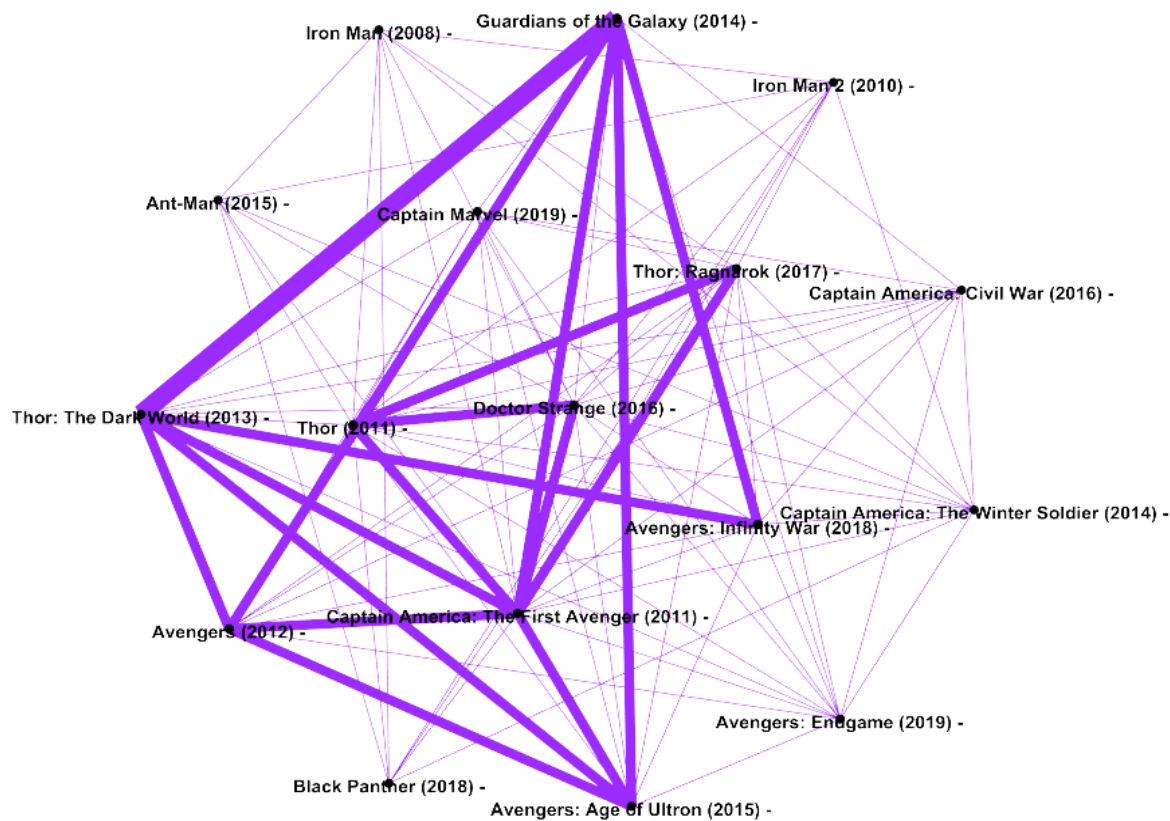 Guardians of the Galaxy (2014) -
Iron Man (2008) -
Iron Man 2 (2010) -
Ant-Man (2015) -
Captain Marvel (2019) -
Thor: Ragnarok (2017) -
Captain America: Civil War (2016) -
Thor: The Dark World (2013) -
Doctor Strange (2016) -
Thor (2011) -
Captain America: The Winter Soldier (2014) -
Avengers: Infinity War (2018) -
Captain America: The First Avenger (2011) -
Avengers (2012) -
Avengers: Endgame (2019) -
Black Panther (2018) -
Avengers: Age of Ultron (2015) -